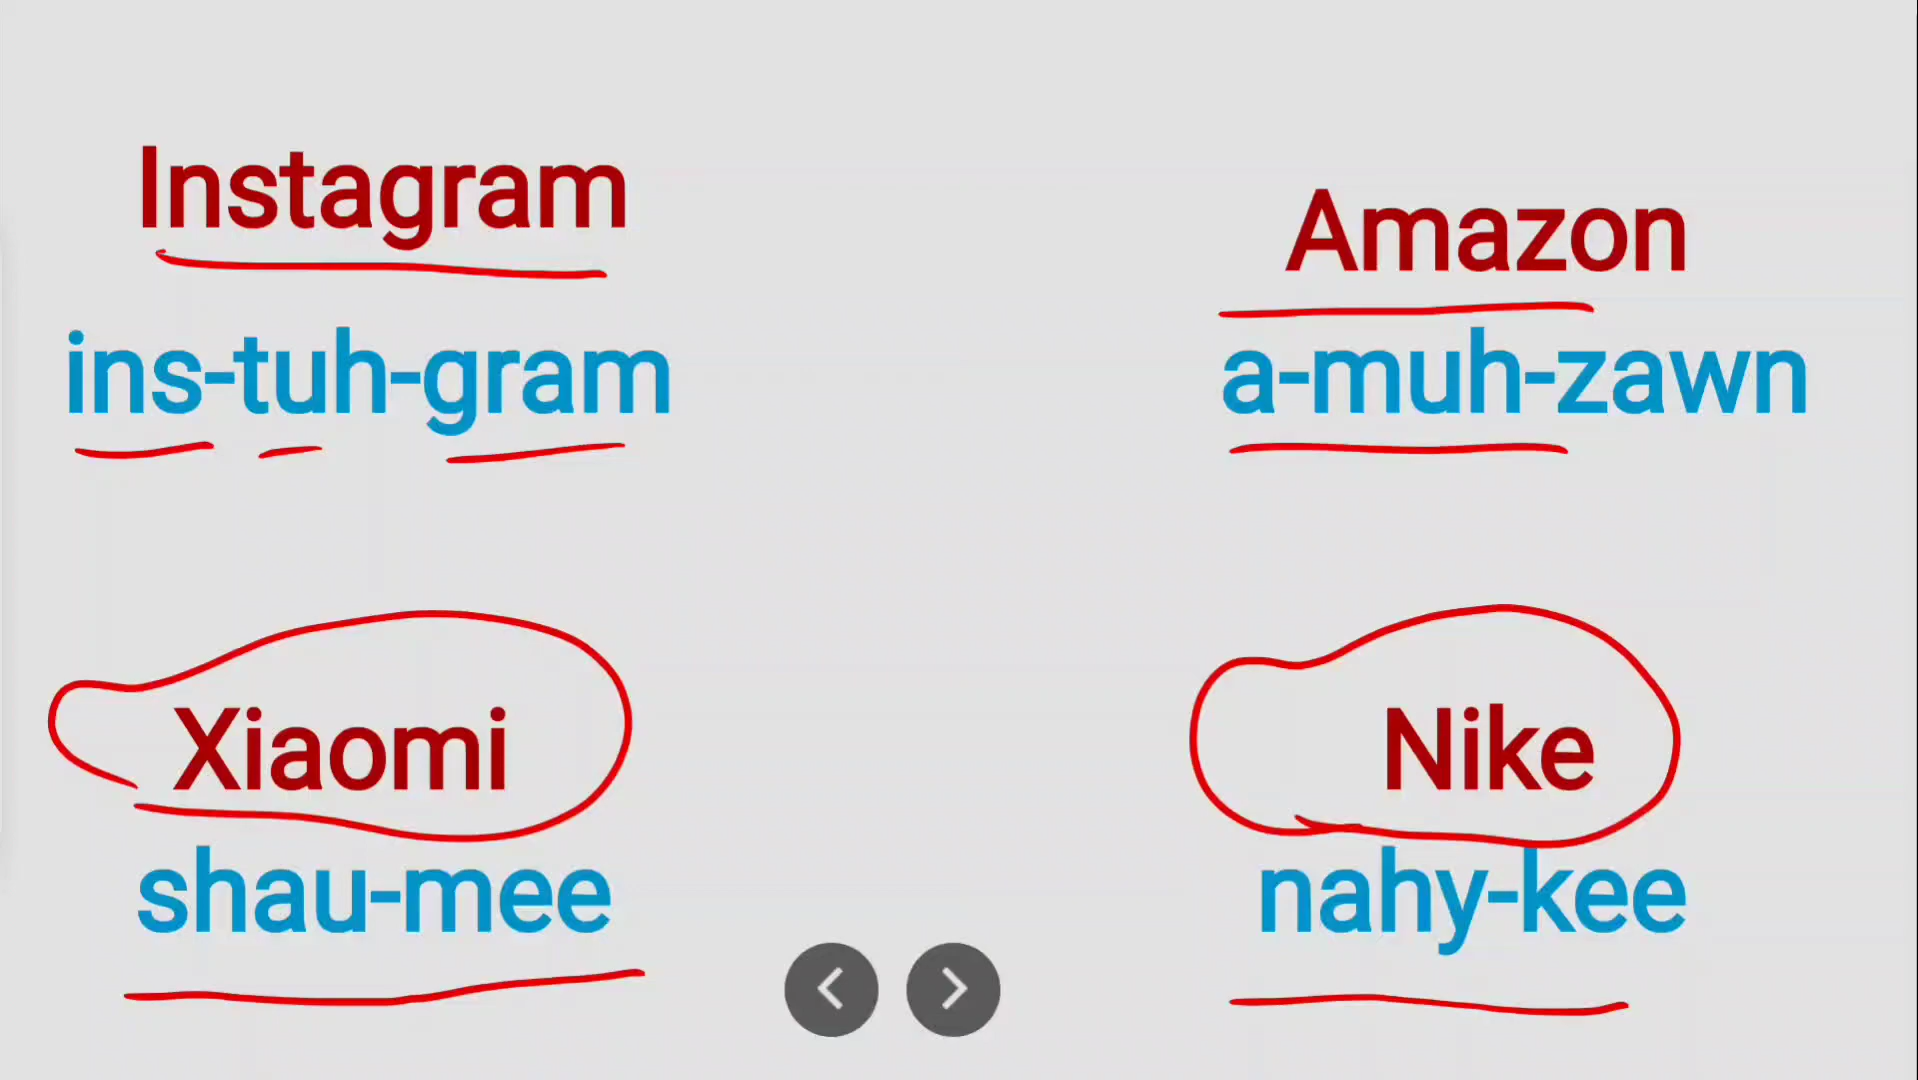 Instagram
ins-tuh-gram
Amazon
a-muh-zawn
Xiaomi
shau-mee
Nike
nahy-kee